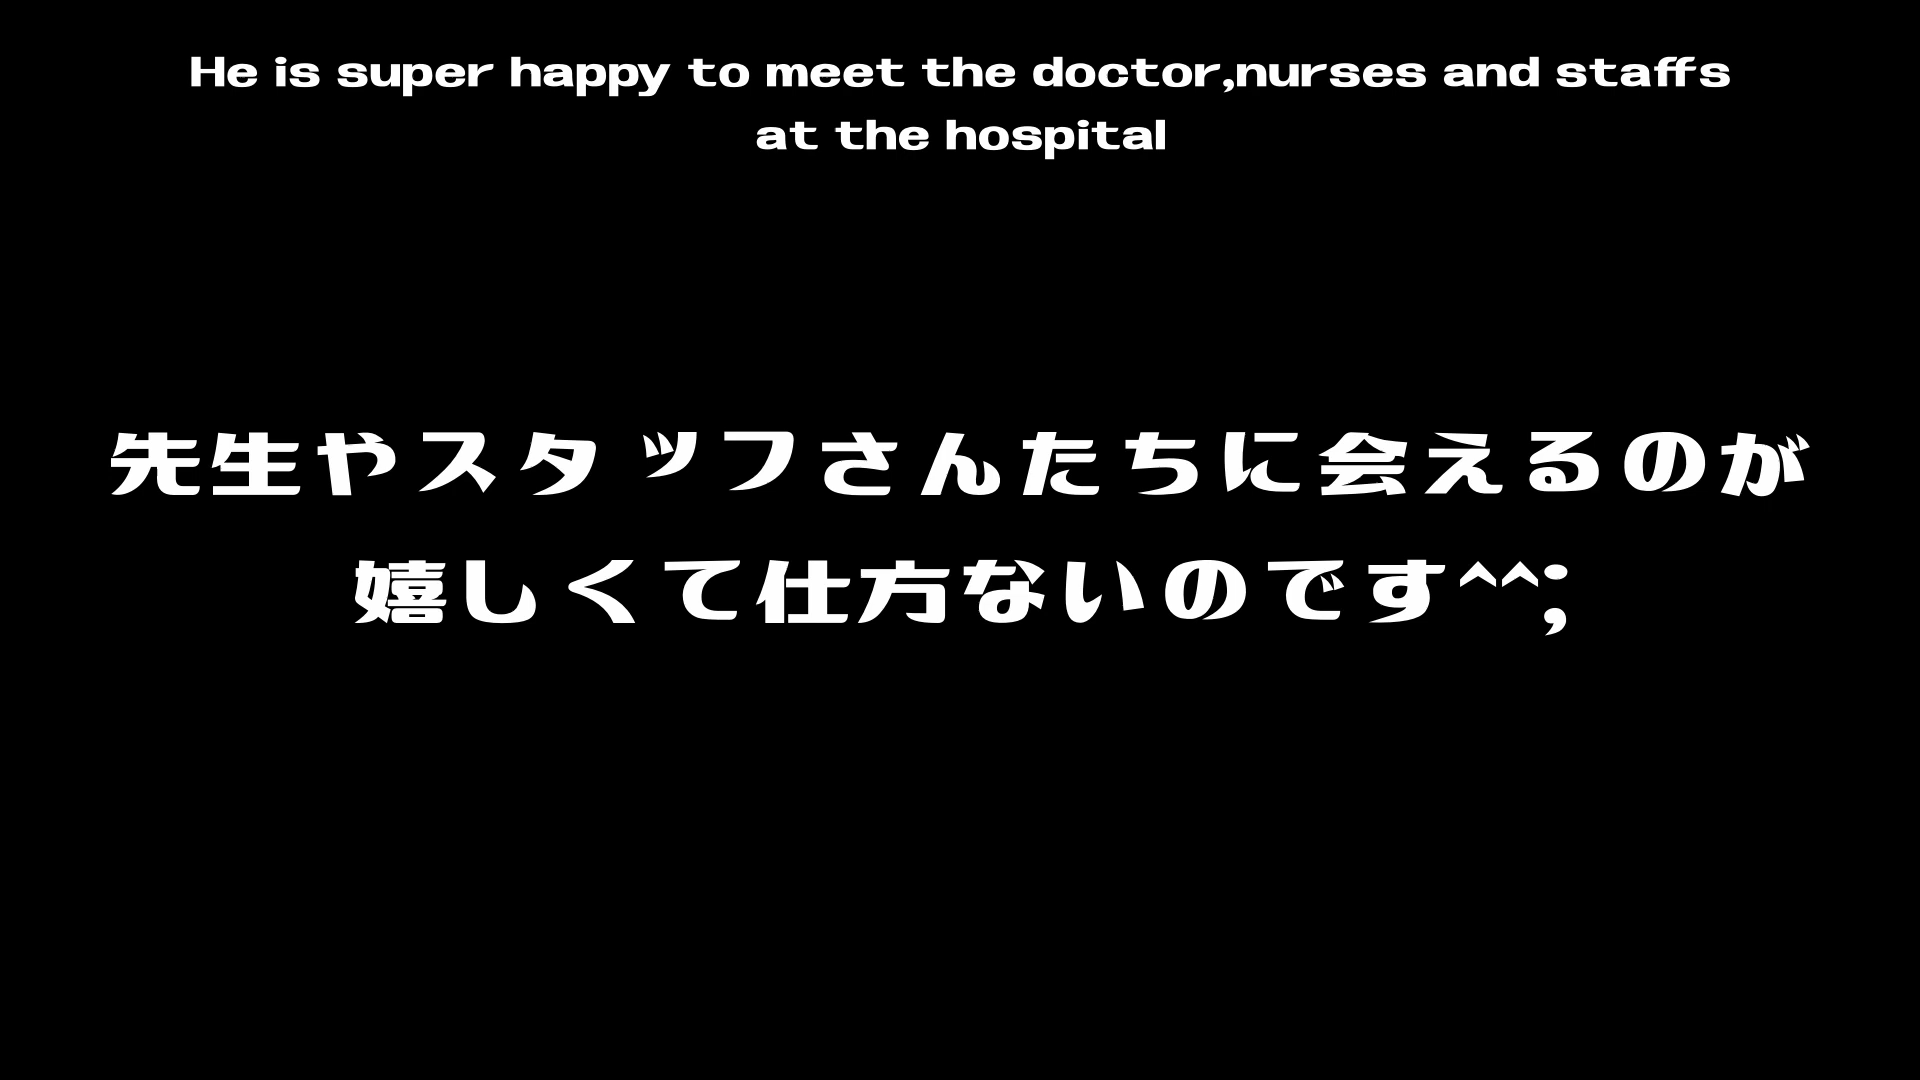 He is super happy to meet the doctor,nurses and staffs
at the hospital
先生やスタッフさんたちに会えるのが
嬉しくて仕方ないのです^^;